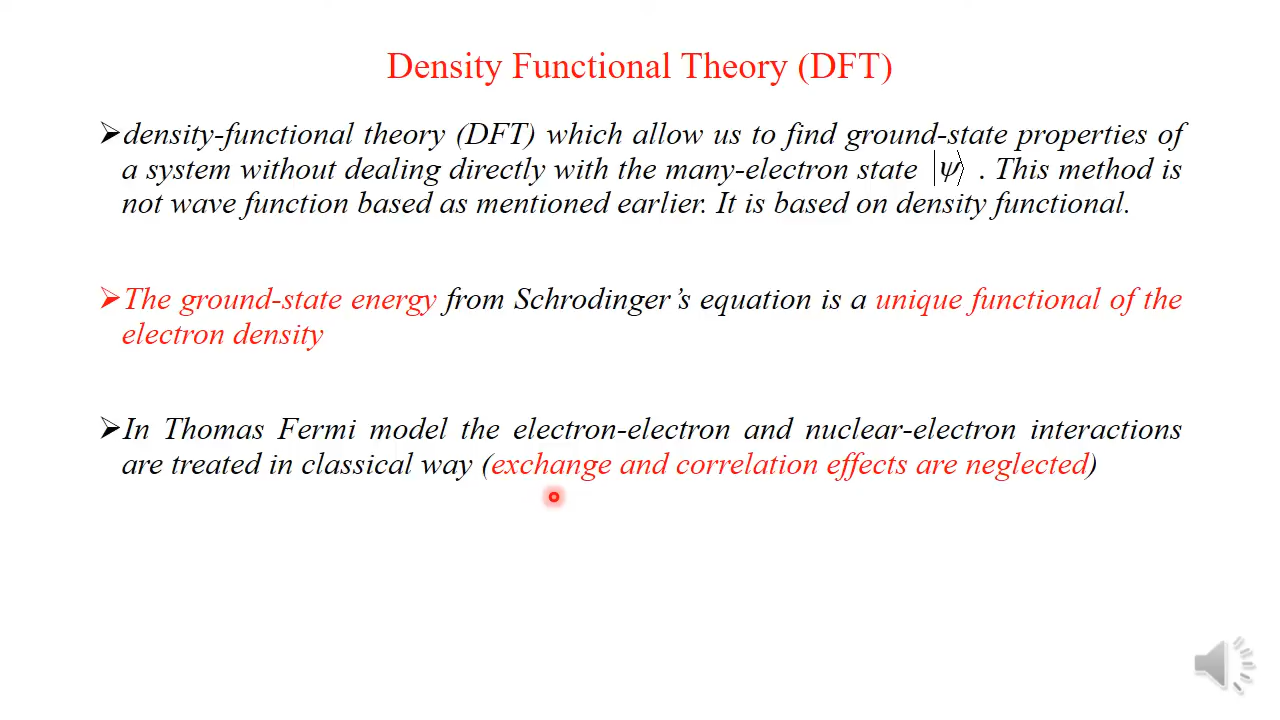 Density Functional Theory (DFT)
➢density-functional theory (DFT) which allow us to find ground-state properties of
a system without dealing directly with the many-electron state |ψ⟩ . This method is
not wave function based as mentioned earlier. It is based on density functional.
➢The ground-state energy from Schrodinger’s equation is a unique functional of the
electron density
➢In Thomas Fermi model the electron-electron and nuclear-electron interactions
are treated in classical way (exchange and correlation effects are neglected)